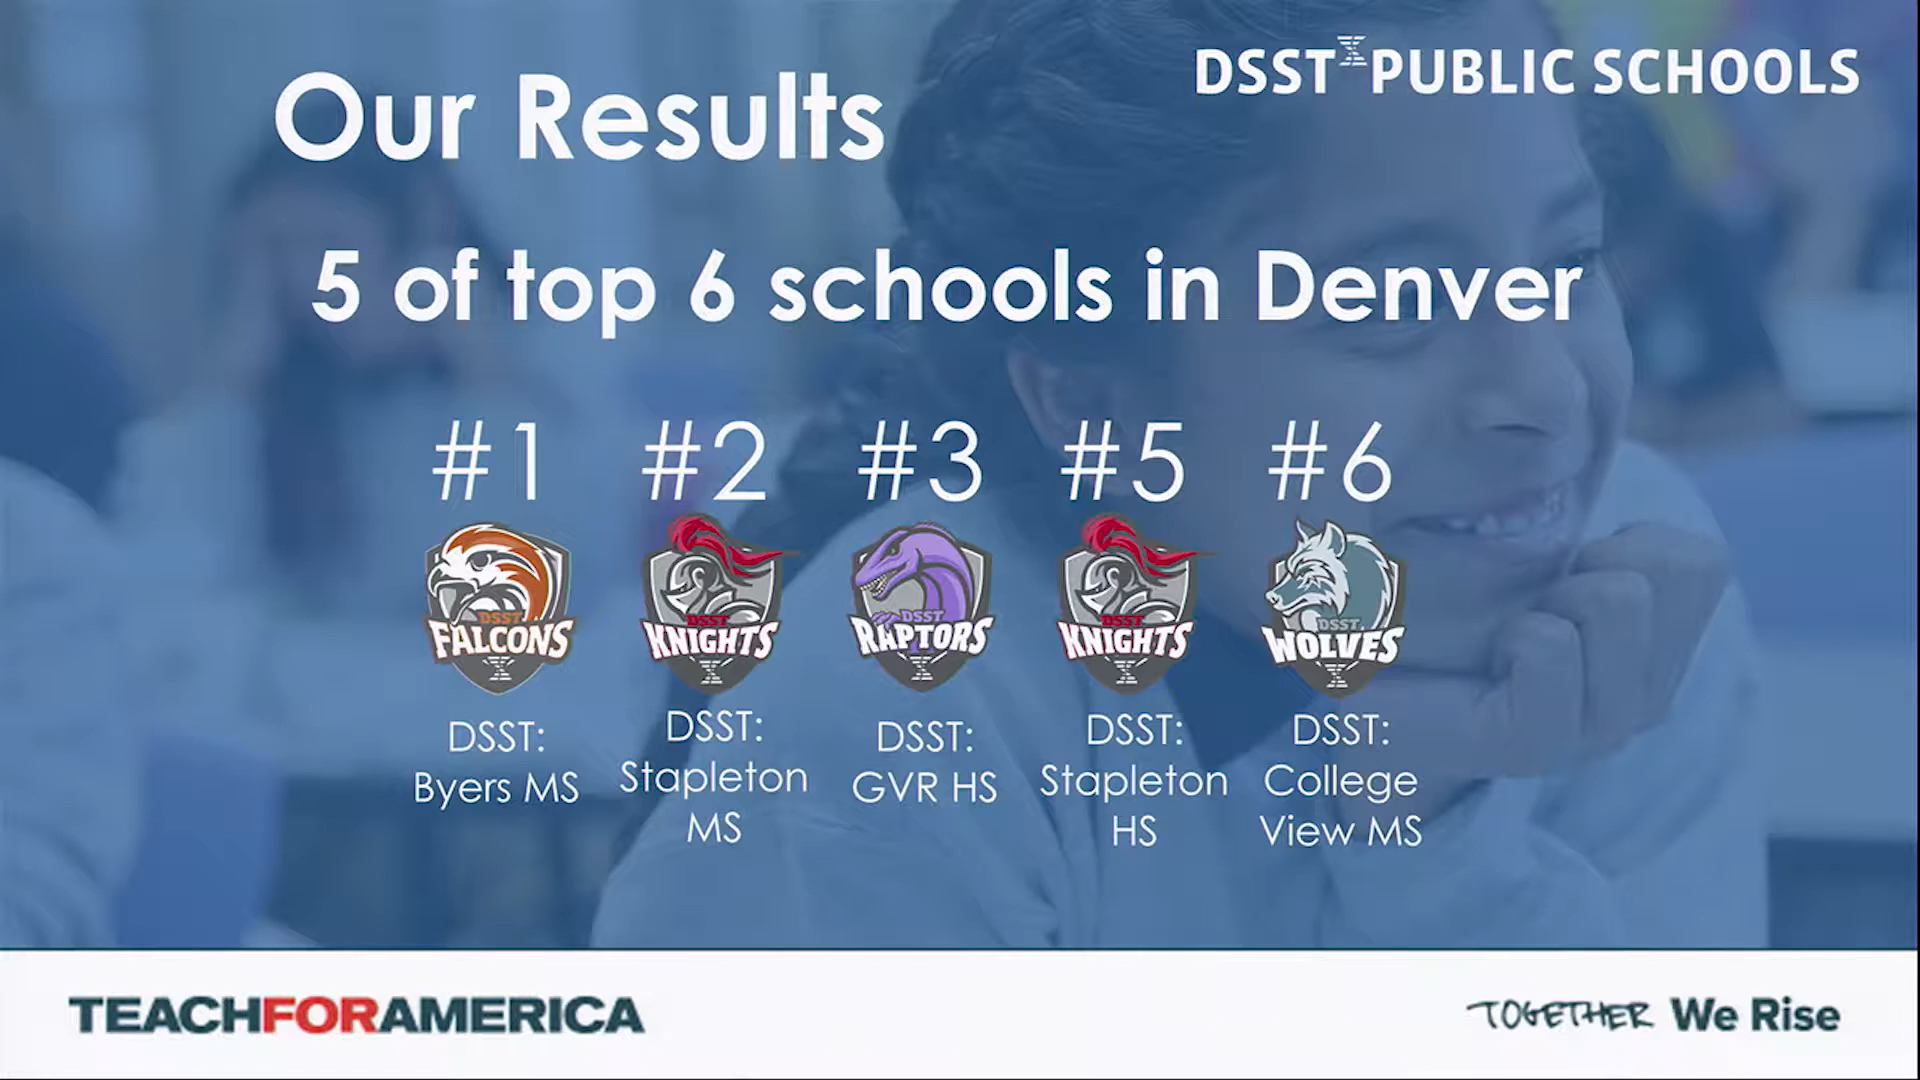 DSST PUBLIC SCHOOLS
Our Results
5 of top 6 schools in Denver
#1 #2 #3 #5 #6
DSST FALCONS
DSST KNIGHTS
DSST RAPTORS
DSST KNIGHTS
DSST WOLVES
DSST:
Byers MS
DSST:
Stapleton
MS
DSST:
GVR HS
DSST:
Stapleton
HS
DSST:
College
View MS
TEACHFORAMERICA
TOGETHER We Rise